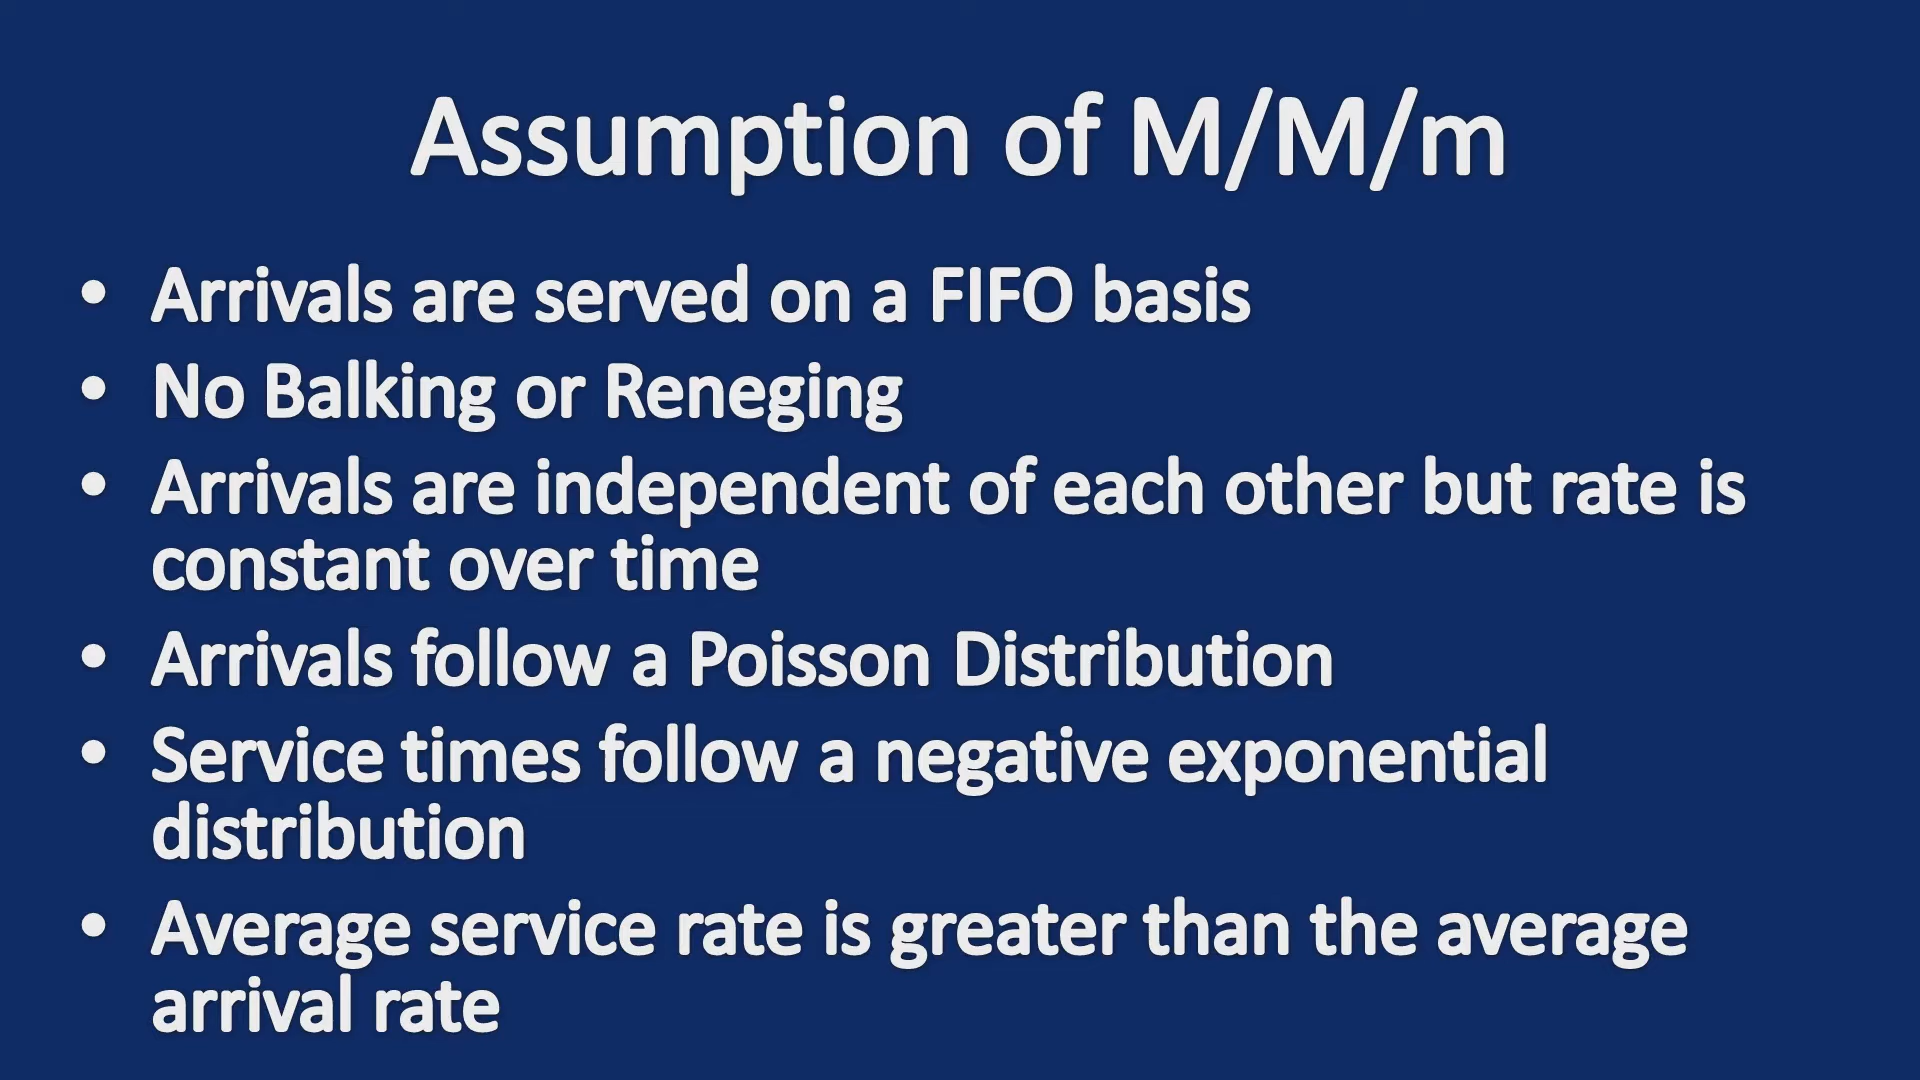 Assumption of M/M/m
• Arrivals are served on a FIFO basis
• No Balking or Reneging
• Arrivals are independent of each other but rate is
constant over time
• Arrivals follow a Poisson Distribution
• Service times follow a negative exponential
distribution
• Average service rate is greater than the average
arrival rate